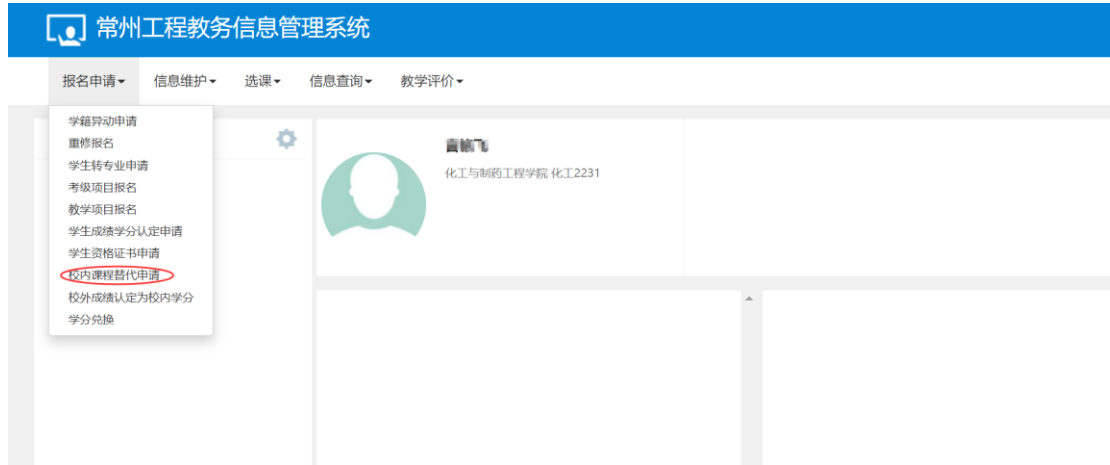 常州工程教务信息管理系统
报名申请 信息维护 选课 信息查询 教学评价
学籍异动申请
重修报名
学生转专业申请
考级项目报名
教学项目报名
学生成绩学分认定申请
学生资格证书申请
校内课程替代申请
校外成绩认定为校内学分
学分兑换
化工与制药工程学院 化工2231